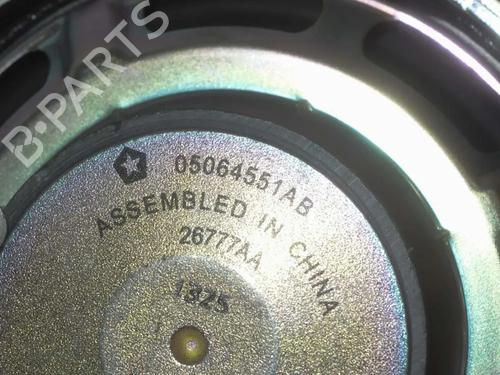 B-PARTS
05064551AB
ASSEMBLED IN CHINA
26777AA
1325